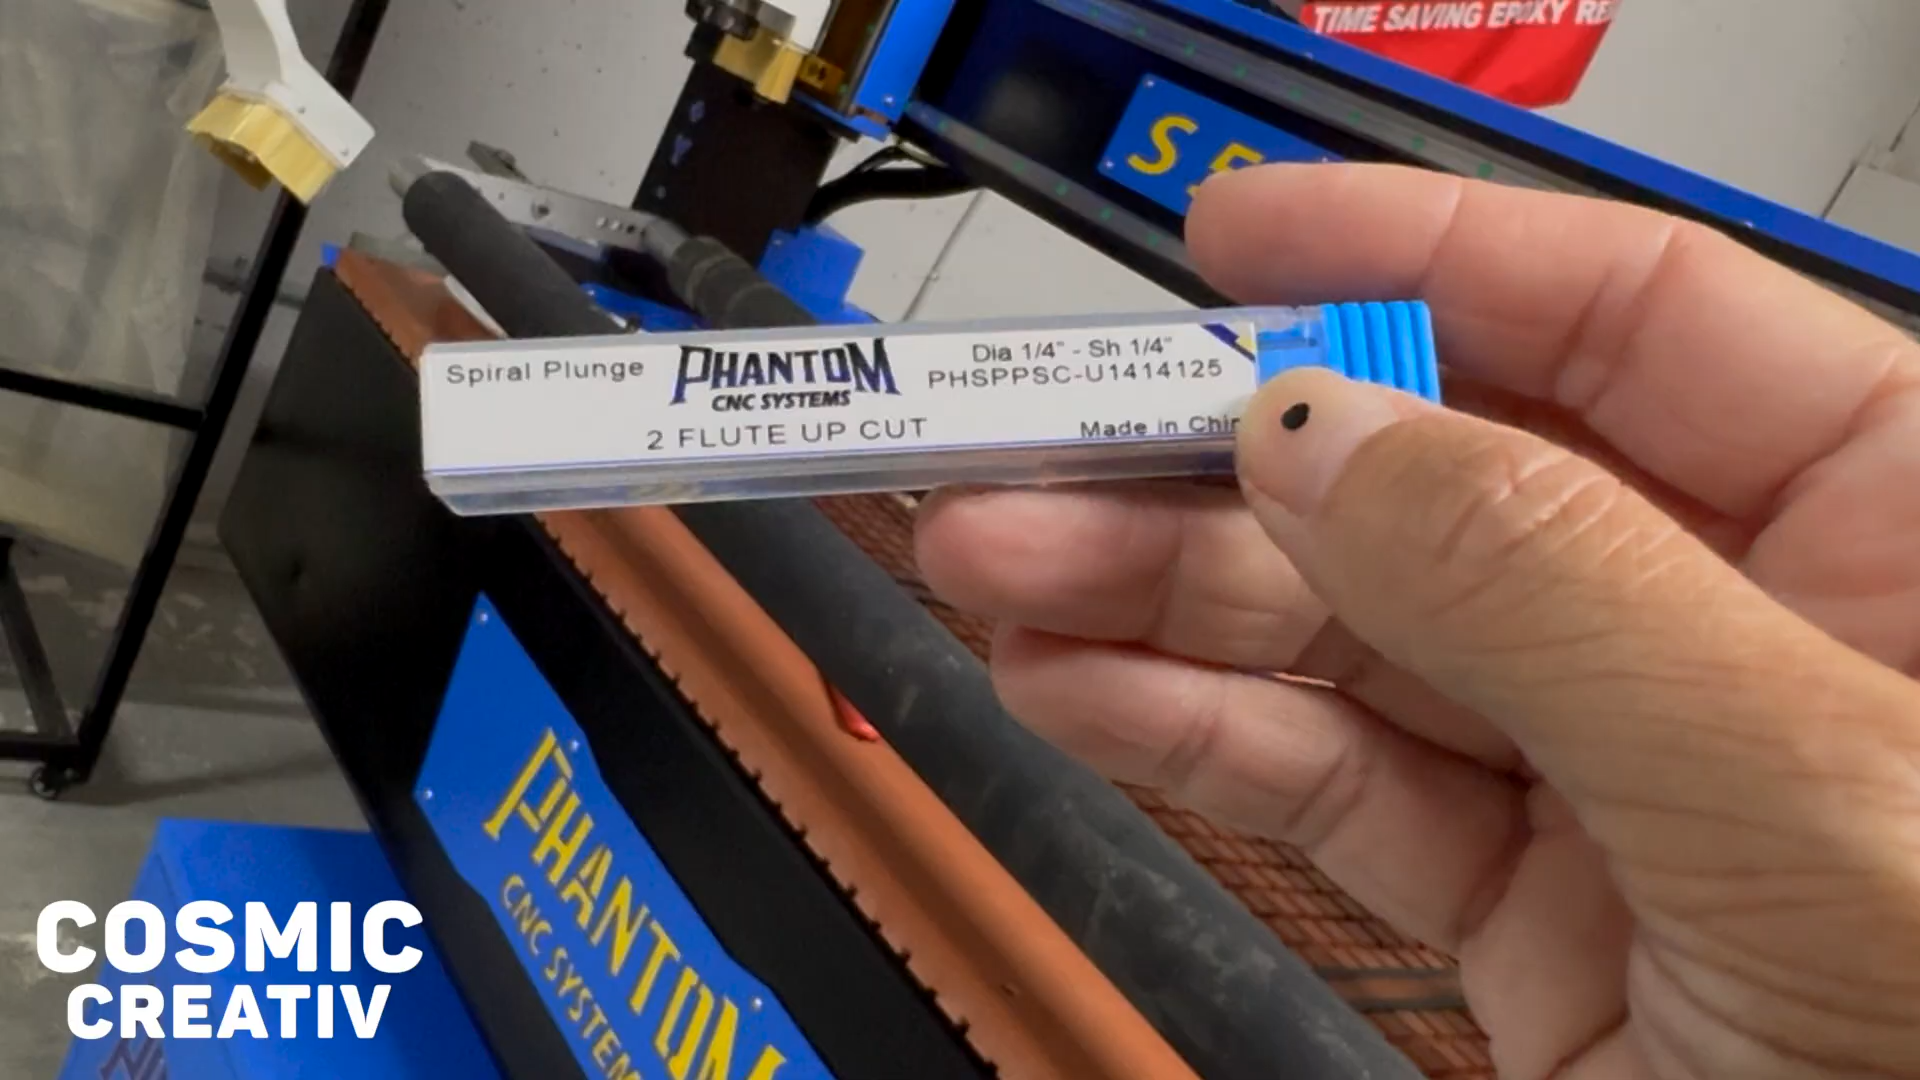 TIME SAVING EPOXY RE
S E
Spiral Plunge
PHANTOM
CNC SYSTEMS
Dia 1/4" - Sh 1/4"
PHSPPSC-U1414125
2 FLUTE UP CUT
Made in Chin
PHANTOM
CNC SYSTEM
COSMIC
CREATIV